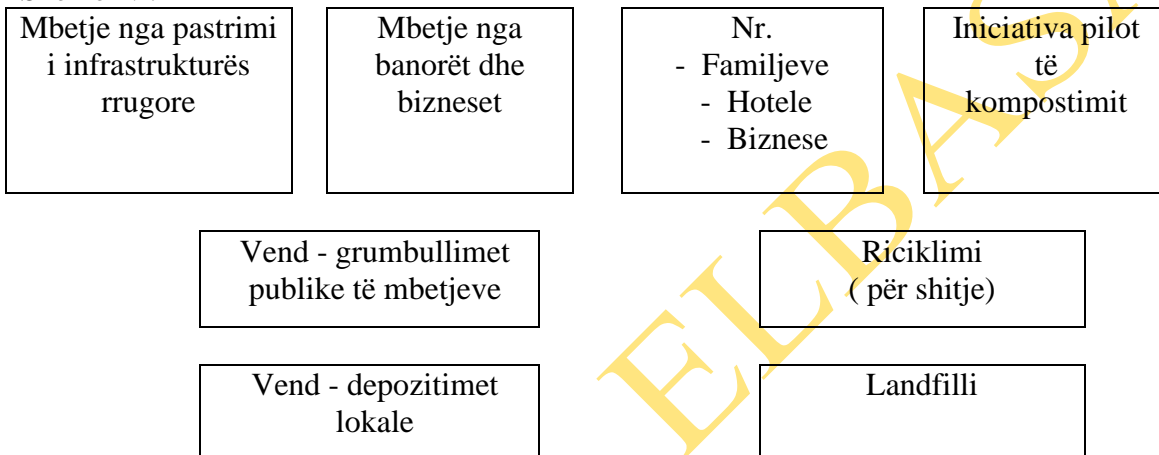 Mbetje nga pastrimi
i infrastrukturës
rrugore
Mbetje nga
banorët dhe
bizneset
Nr.
- Familjeve
- Hotele
- Biznese
Iniciativa pilot
të
kompostimit
Vend - grumbullimet
publike të mbetjeve
Riciklimi
( për shitje)
Vend - depozitimet
lokale
Landfilli
ELBASA